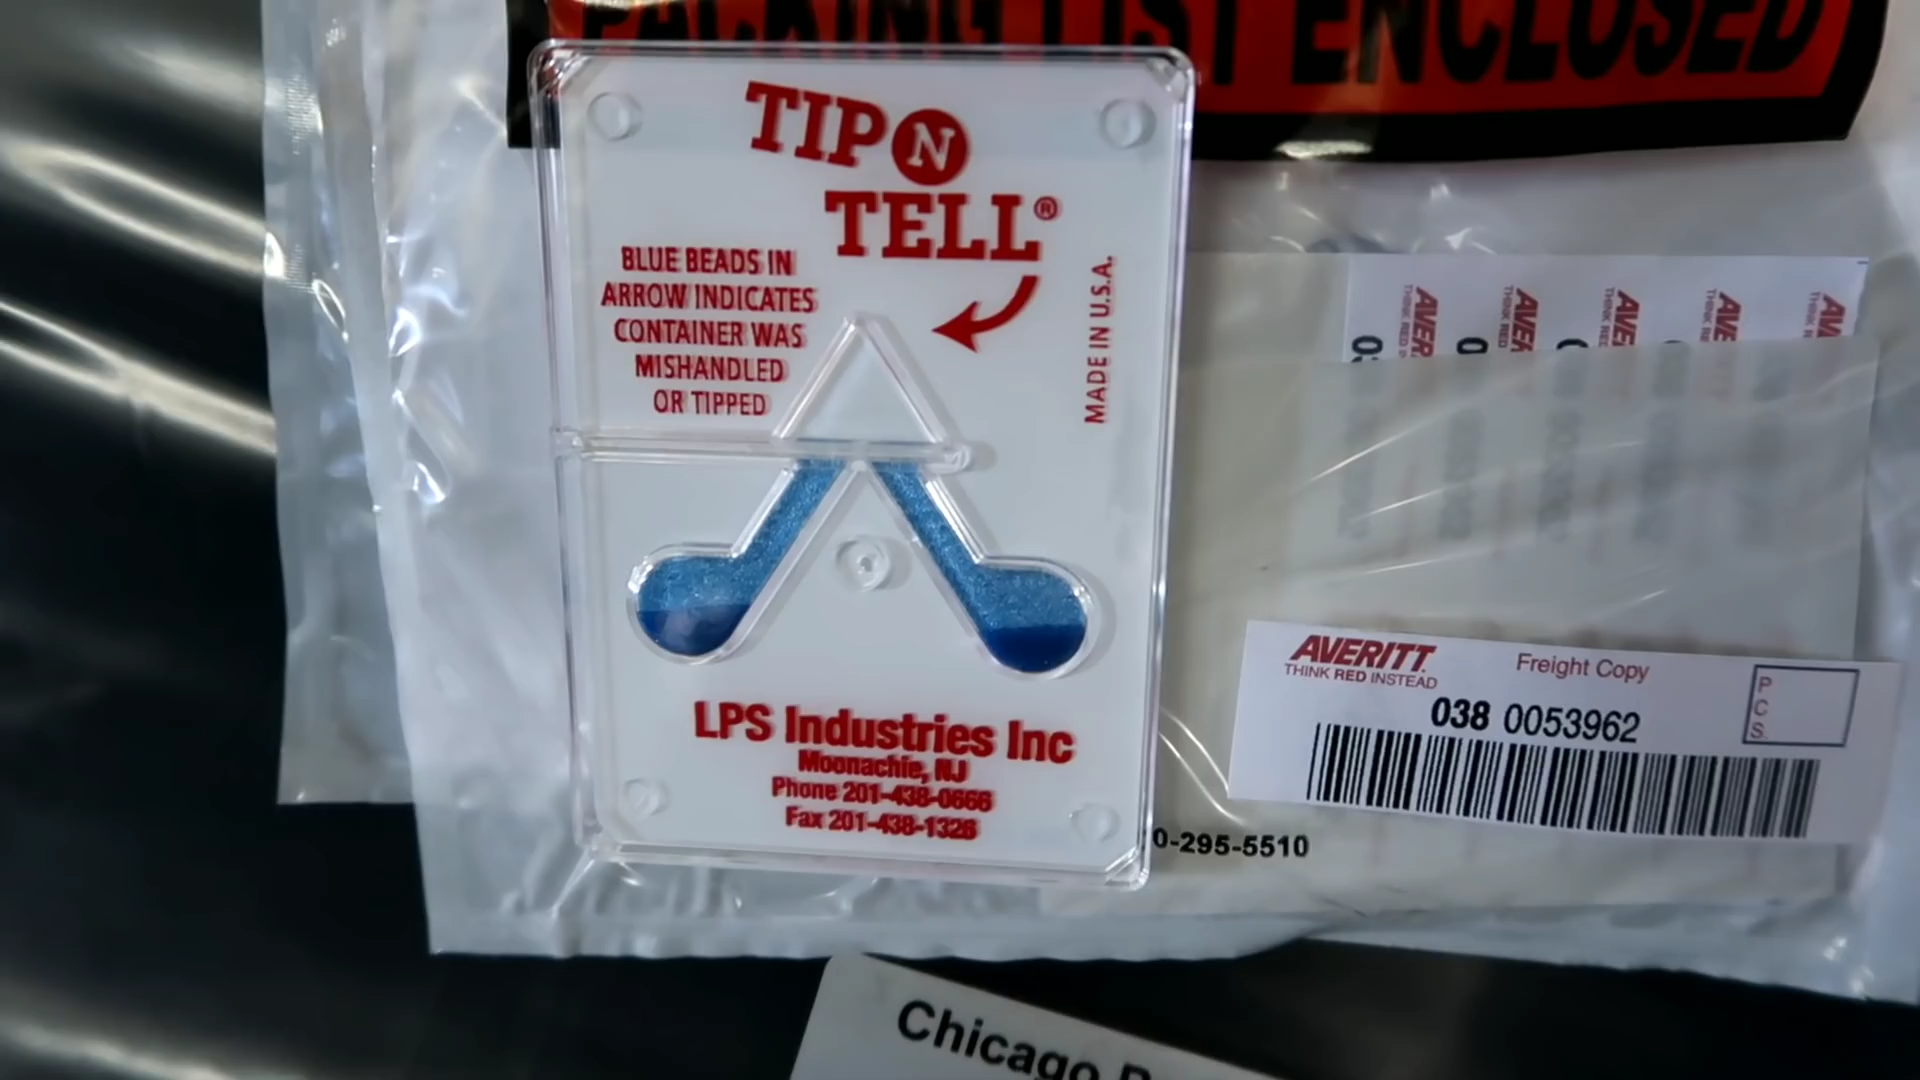 PACKING LIST ENCLOSED
TIP N
TELL®
BLUE BEADS IN
ARROW INDICATES
CONTAINER WAS
MISHANDLED
OR TIPPED
MADE IN U.S.A.
LPS Industries Inc
Moonachie, NJ
Phone 201-438-0666
Fax 201-438-1326
AVERITT
THINK RED INSTEAD
Freight Copy
PCS.
038 0053962
0-295-5510
Chicago